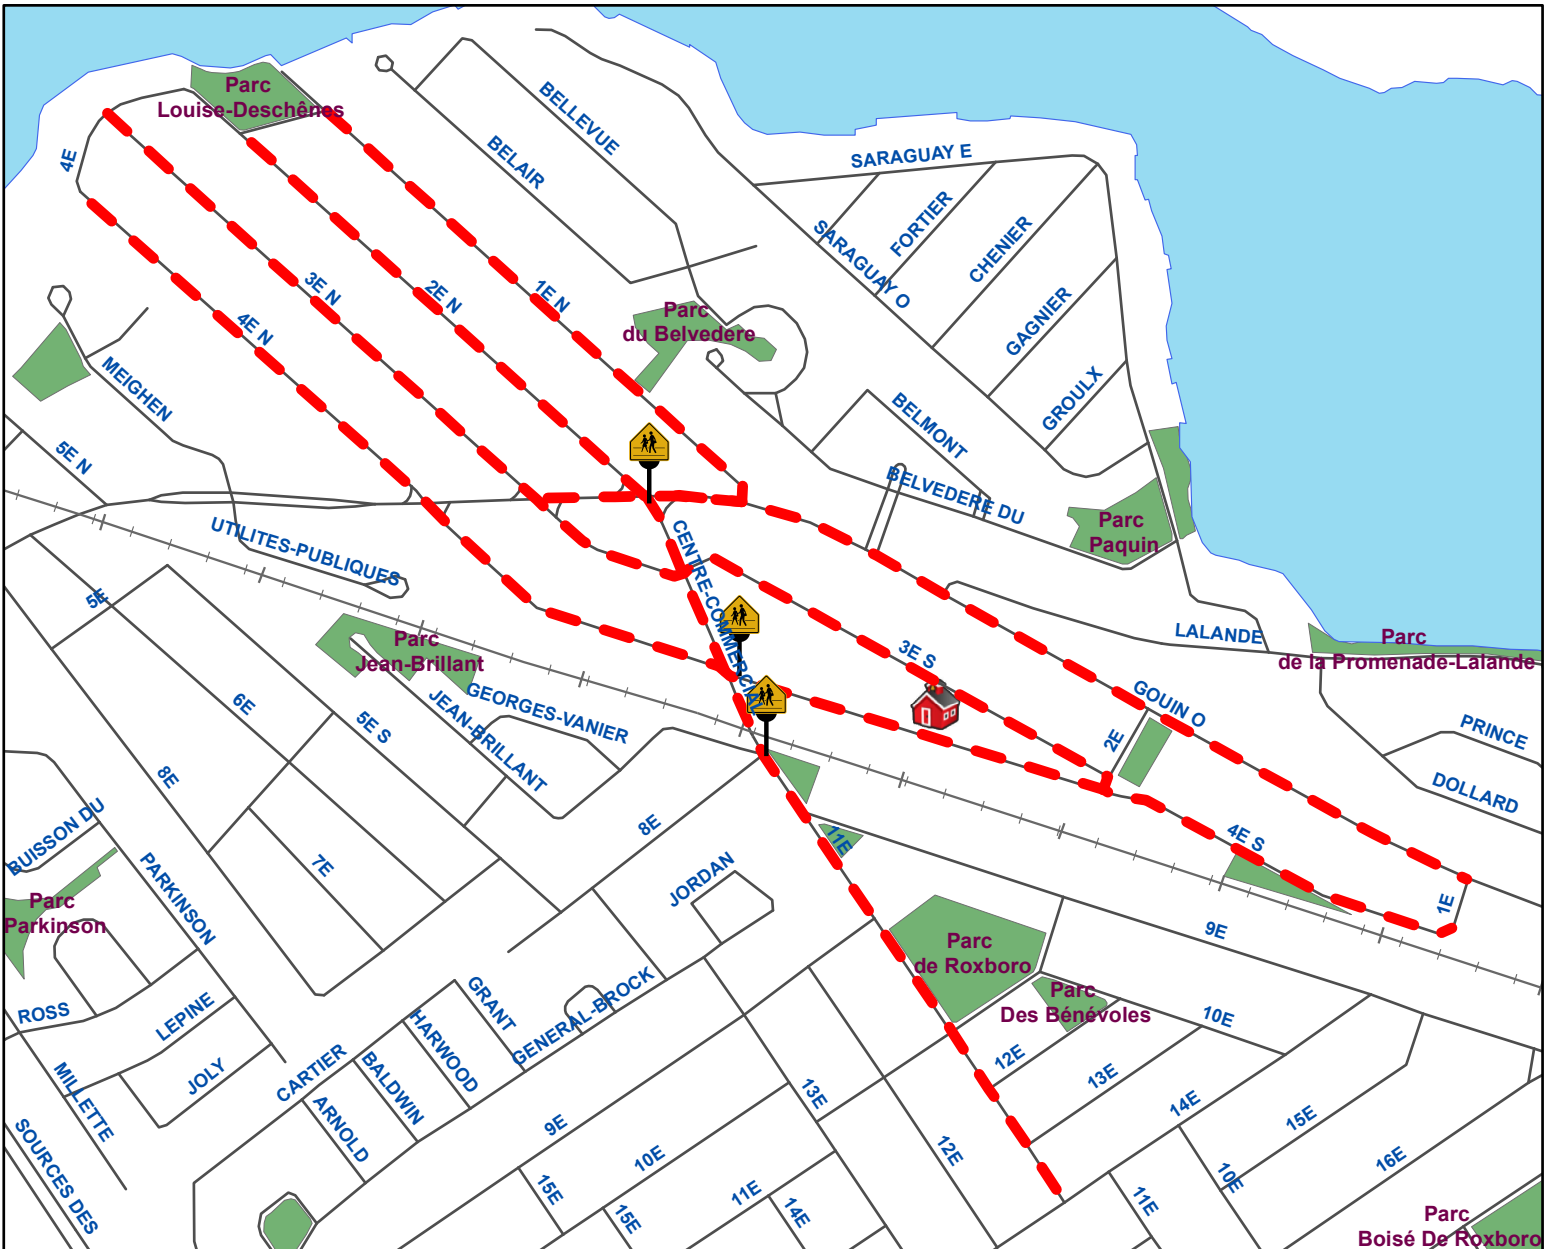 Parc
Louise-Deschênes
4E
BELLEVUE
BELAIR
SARAGUAY E
FORTIER
SARAGUAY O
CHENIER
GAGNIER
GROULX
3E N
2E N
1E N
4E N
Parc
du Belvedere
MEIGHEN
5E N
BELMONT
BELVEDERE DU
Parc
Paquin
UTILITES-PUBLIQUES
CENTRE-COMMERCIAL
5E
LALANDE
Parc
de la Promenade-Lalande
Parc
Jean-Brillant
3E S
GEORGES-VANIER
JEAN-BRILLANT
6E
5E S
GOUIN O
2E
PRINCE
DOLLARD
8E
7E
8E
11E
4E S
BUISSON DU
PARKINSON
Parc
Parkinson
JORDAN
1E
9E
Parc
de Roxboro
Parc
Des Bénévoles
10E
ROSS
LEPINE
JOLY
GRANT
GENERAL-BROCK
HARWOOD
CARTIER
BALDWIN
ARNOLD
MILLETTE
SOURCES DES
12E
13E
14E
15E
16E
13E
12E
9E
10E
11E
15E
15E
14E
11E
10E
Parc
Boisé De Roxboro